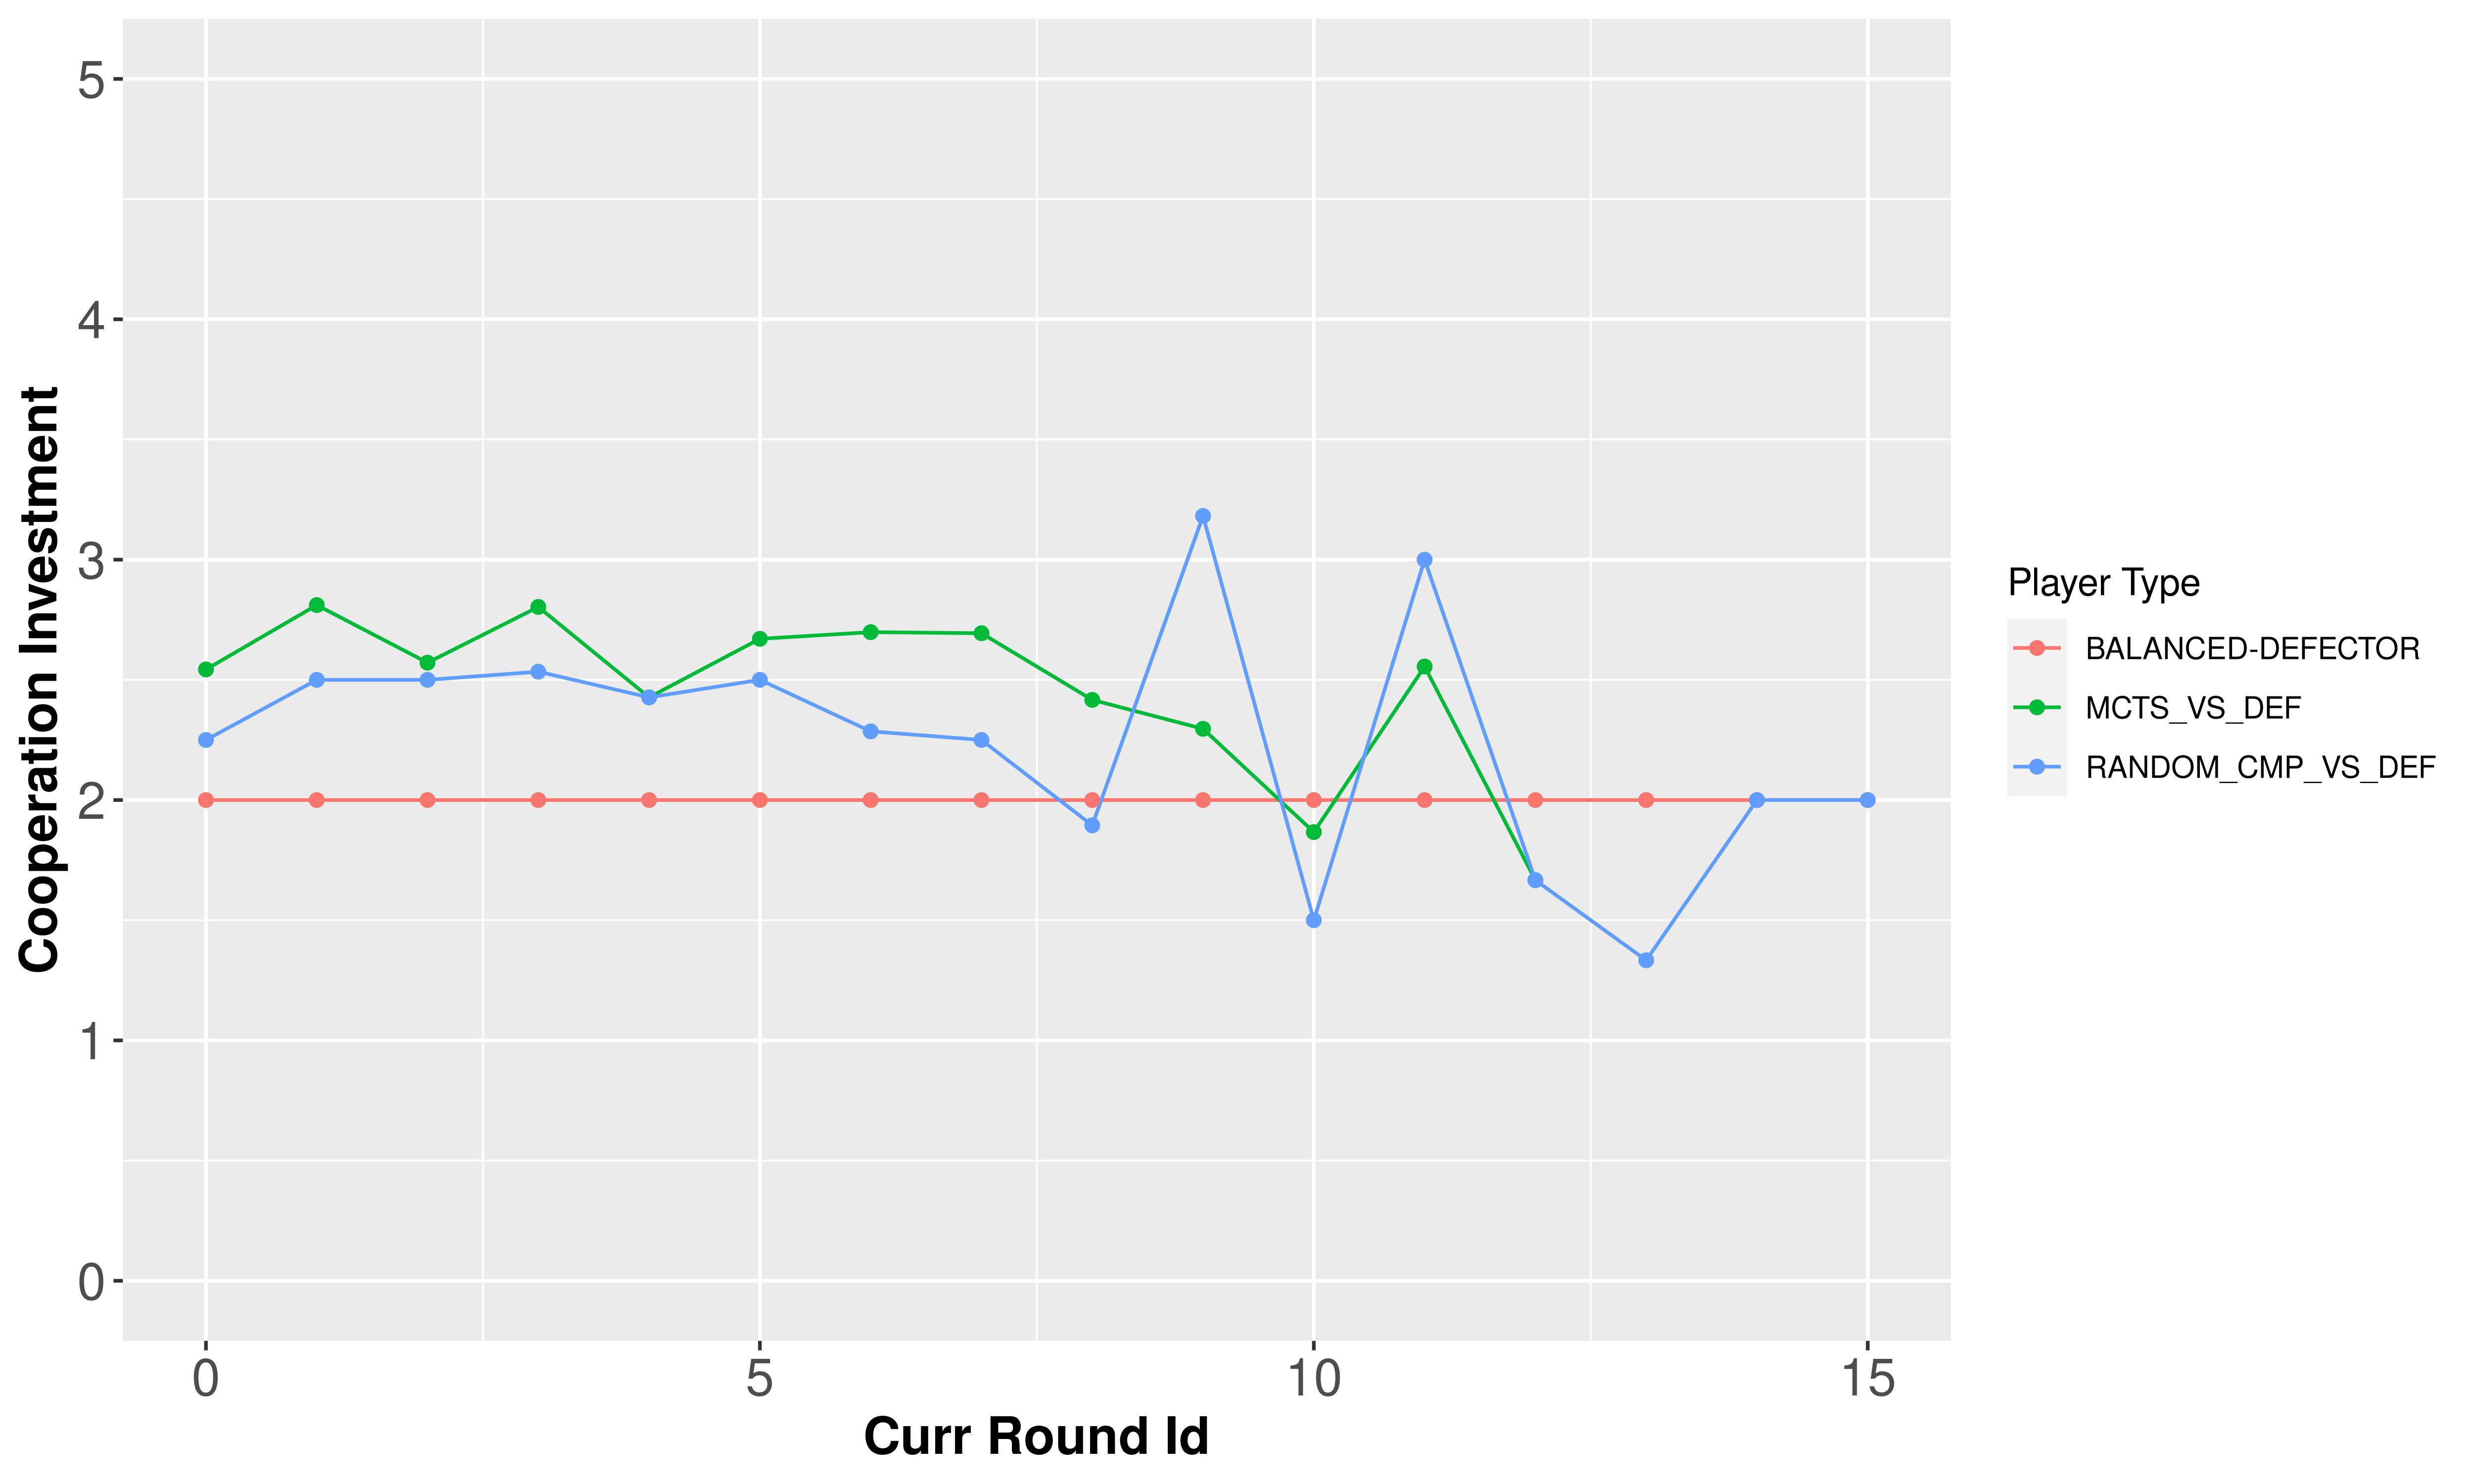 5
4
3
2
1
0
Cooperation Investment
0 5 10 15
Curr Round Id
Player Type
BALANCED-DEFECTOR
MCTS_VS_DEF
RANDOM_CMP_VS_DEF